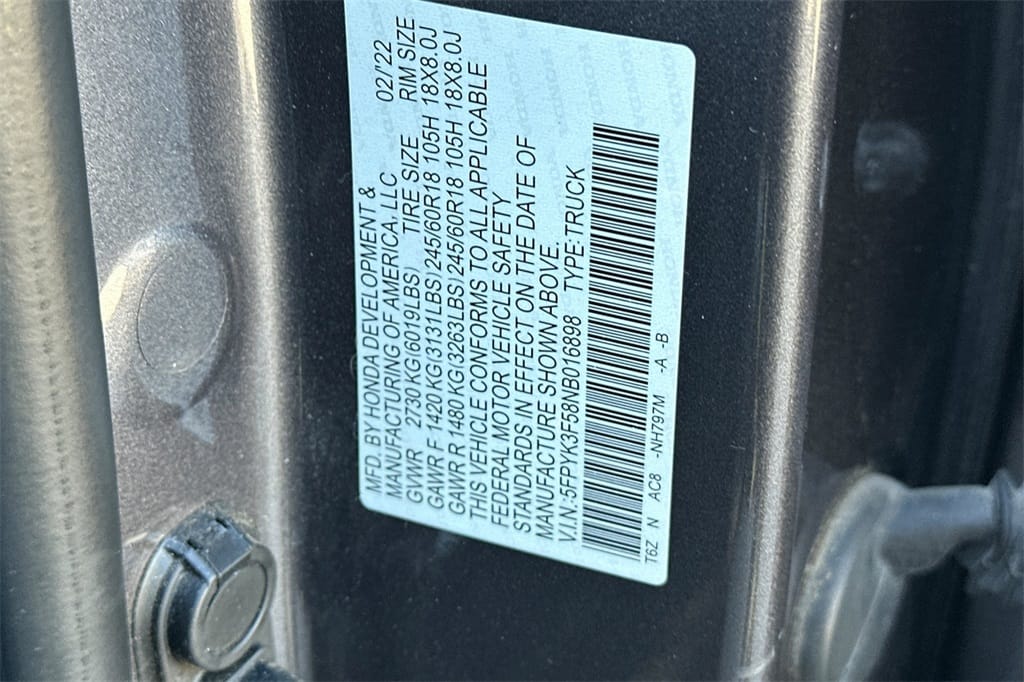 MFD. BY HONDA DEVELOPMENT &
MANUFACTURING OF AMERICA, LLC 02/'22
GVWR 2730 KG(6019LBS) TIRE SIZE RIM SIZE
GAWR F 1420 KG(3131LBS) 245/60R18 105H 18X8.0J
GAWR R 1480 KG(3263LBS) 245/60R18 105H 18X8.0J
THIS VEHICLE CONFORMS TO ALL APPLICABLE
FEDERAL MOTOR VEHICLE SAFETY
STANDARDS IN EFFECT ON THE DATE OF
MANUFACTURE SHOWN ABOVE.
V.I.N.:5FPYK3F58NB016898 TYPE:TRUCK
T6Z N AC8 -NH797M -A -B